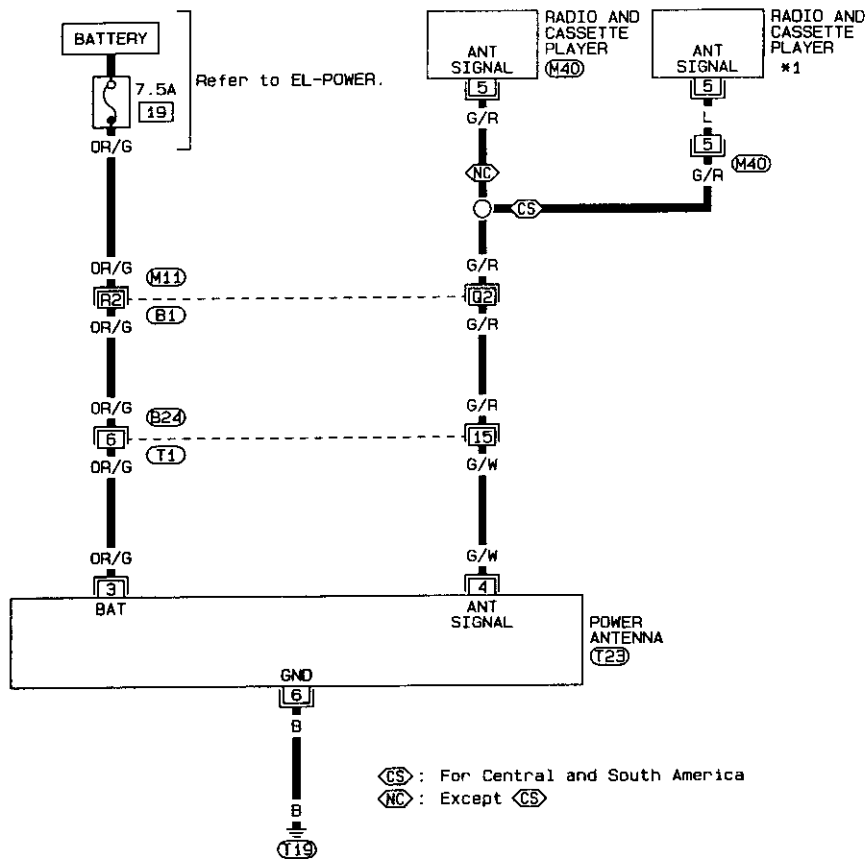 BATTERY
7.5A
19
Refer to EL-POWER.
OR/G
RADIO AND
CASSETTE
PLAYER
M40
ANT
SIGNAL
5
G/R
NC
RADIO AND
CASSETTE
PLAYER
*1
ANT
SIGNAL
5
L
5
M40
G/R
CS
OR/G
M11
R2
B1
OR/G
G/R
Q2
G/R
OR/G
B24
6
T1
OR/G
G/R
15
G/W
OR/G
3
BAT
G/W
4
ANT
SIGNAL
POWER
ANTENNA
T23
GND
6
B
B
T19
CS : For Central and South America
NC : Except CS